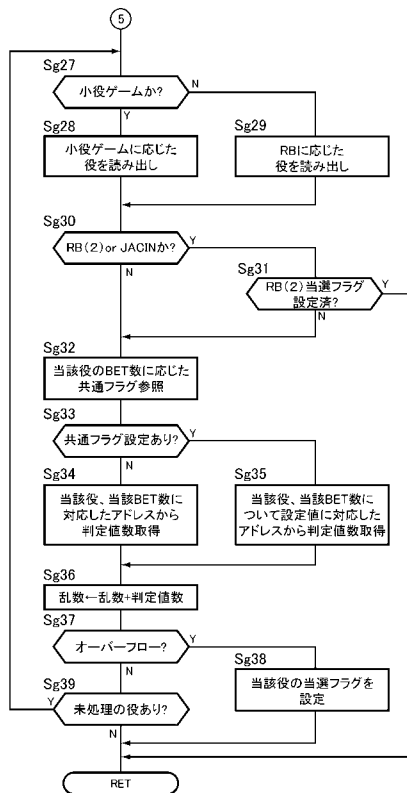 5
Sg27
小役ゲームか?
N
Y
Sg28
小役ゲームに応じた
役を読み出し
Sg29
RBに応じた
役を読み出し
Sg30
RB(2)or JACINか?
Y
N
Sg31
RB(2)当選フラグ
設定済?
Y
N
Sg32
当該役のBET数に応じた
共通フラグ参照
Sg33
共通フラグ設定あり?
Y
N
Sg34
当該役、当該BET数に
対応したアドレスから
判定値数取得
Sg35
当該役、当該BET数に
ついて設定値に対応した
アドレスから判定値数取得
Sg36
乱数←乱数+判定値数
Sg37
オーバーフロー?
Y
N
Sg38
当該役の当選フラグを
設定
Sg39
Y
未処理の役あり?
N
RET